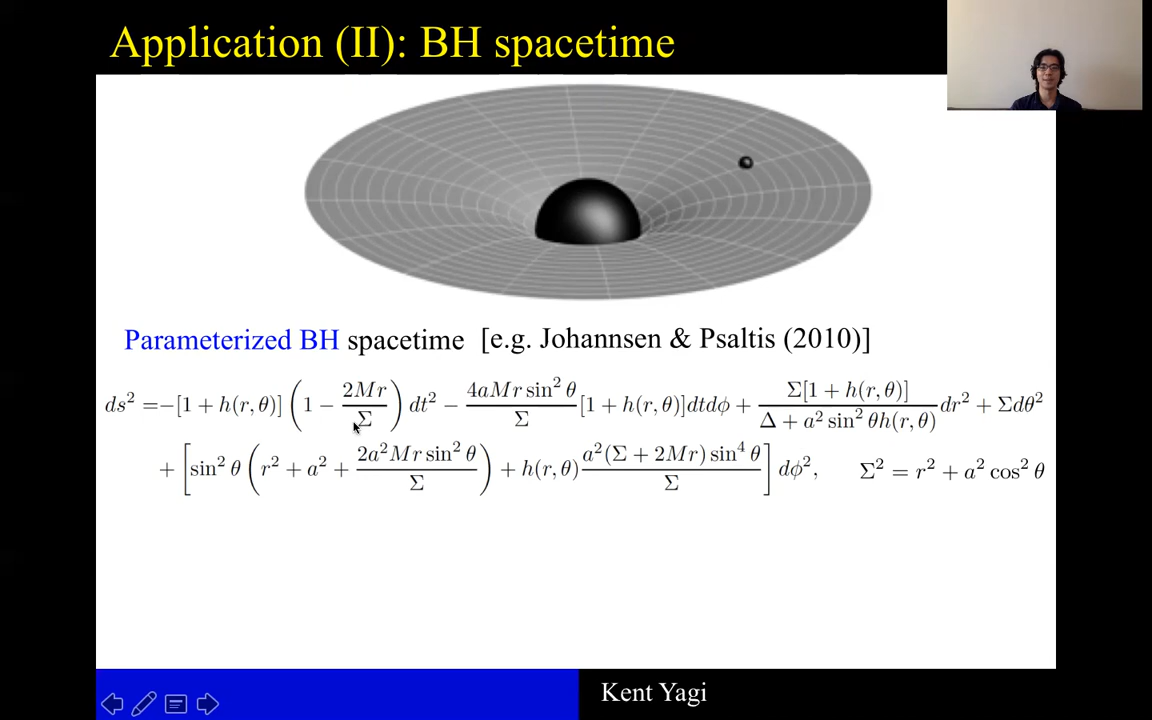 Application (II): BH spacetime
Parameterized BH spacetime [e.g. Johannsen & Psaltis (2010)]
ds² =−[1 + h(r, θ)] (1 − 2Mr/Σ) dt² − 4aMr sin² θ/Σ [1 + h(r, θ)]dtdϕ + Σ[1 + h(r, θ)]/Δ + a² sin² θh(r, θ) dr² + Σdθ²
+ [sin² θ (r² + a² + 2a²Mr sin² θ/Σ) + h(r, θ) a²(Σ + 2Mr) sin⁴ θ/Σ] dϕ², Σ² = r² + a² cos² θ
Kent Yagi